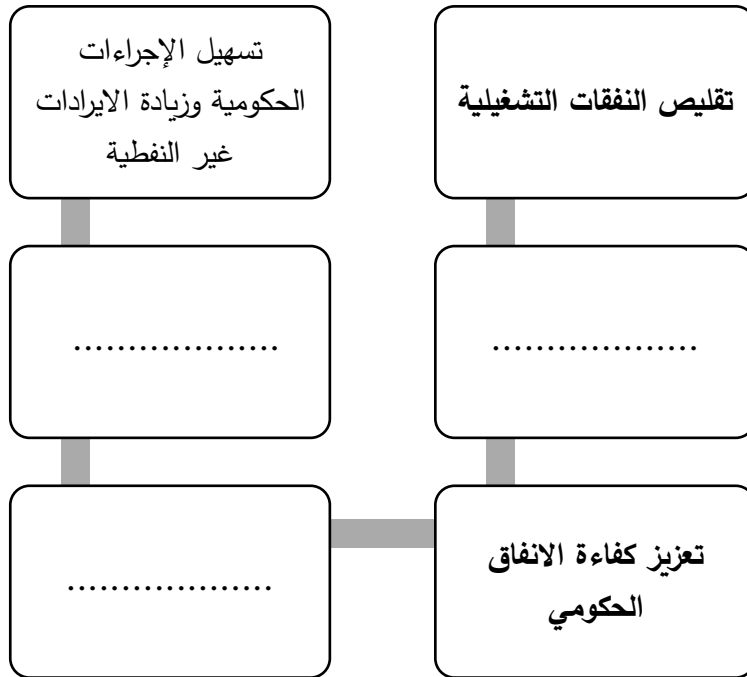 تقليص النفقات التشغيلية
...................
تعزيز كفاءة الانفاق
الحكومي
...................
...................
تسهيل الإجراءات
الحكومية وزيادة الايرادات
غير النفطية